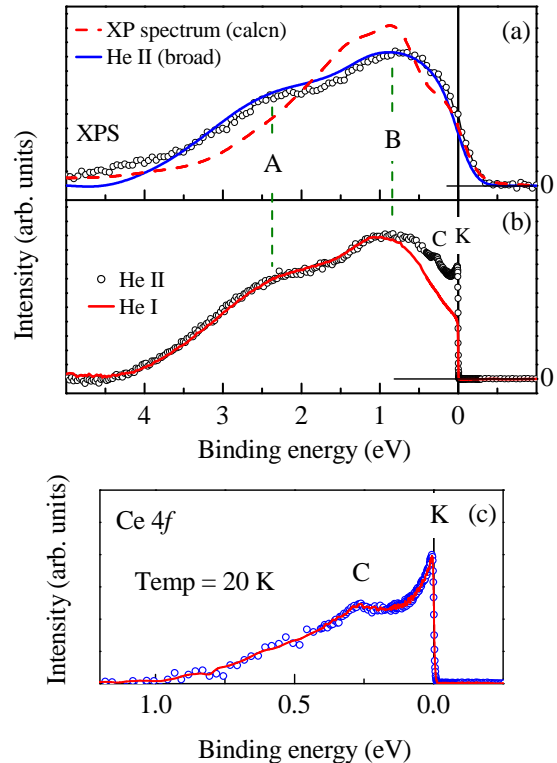 XP spectrum (calcn)
He II (broad)
(a)
XPS
A
B
0
(b)
C
K
He II
He I
0
4
3
2
1
0
Binding energy (eV)
Intensity (arb. units)
Ce 4f
K
(c)
Temp = 20 K
C
1.0
0.5
0.0
Binding energy (eV)
Intensity (arb. units)